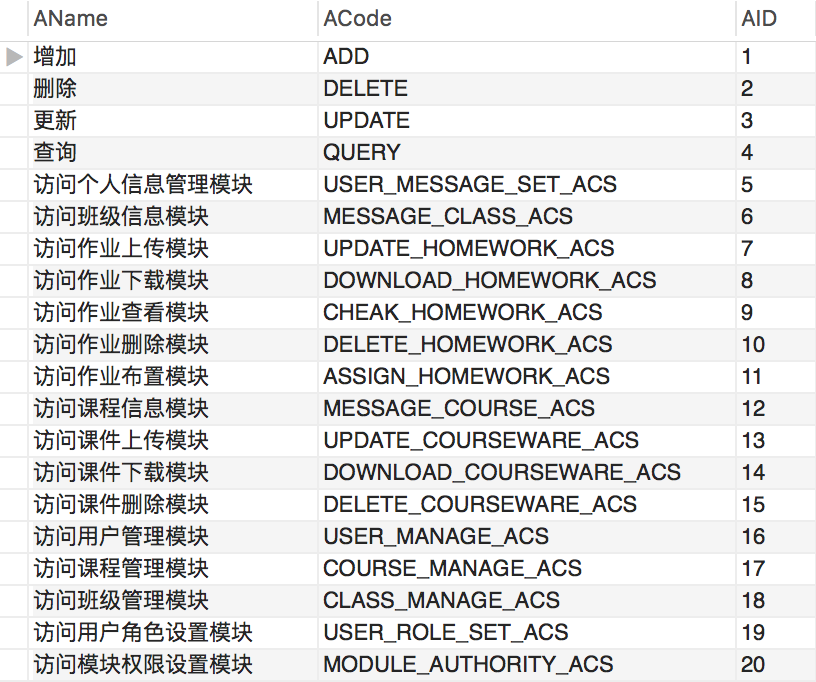 AName ACode AID
增加 ADD 1
删除 DELETE 2
更新 UPDATE 3
查询 QUERY 4
访问个人信息管理模块 USER_MESSAGE_SET_ACS 5
访问班级信息模块 MESSAGE_CLASS_ACS 6
访问作业上传模块 UPDATE_HOMEWORK_ACS 7
访问作业下载模块 DOWNLOAD_HOMEWORK_ACS 8
访问作业查看模块 CHEAK_HOMEWORK_ACS 9
访问作业删除模块 DELETE_HOMEWORK_ACS 10
访问作业布置模块 ASSIGN_HOMEWORK_ACS 11
访问课程信息模块 MESSAGE_COURSE_ACS 12
访问课件上传模块 UPDATE_COURSEWARE_ACS 13
访问课件下载模块 DOWNLOAD_COURSEWARE_ACS 14
访问课件删除模块 DELETE_COURSEWARE_ACS 15
访问用户管理模块 USER_MANAGE_ACS 16
访问课程管理模块 COURSE_MANAGE_ACS 17
访问班级管理模块 CLASS_MANAGE_ACS 18
访问用户角色设置模块 USER_ROLE_SET_ACS 19
访问模块权限设置模块 MODULE_AUTHORITY_ACS 20